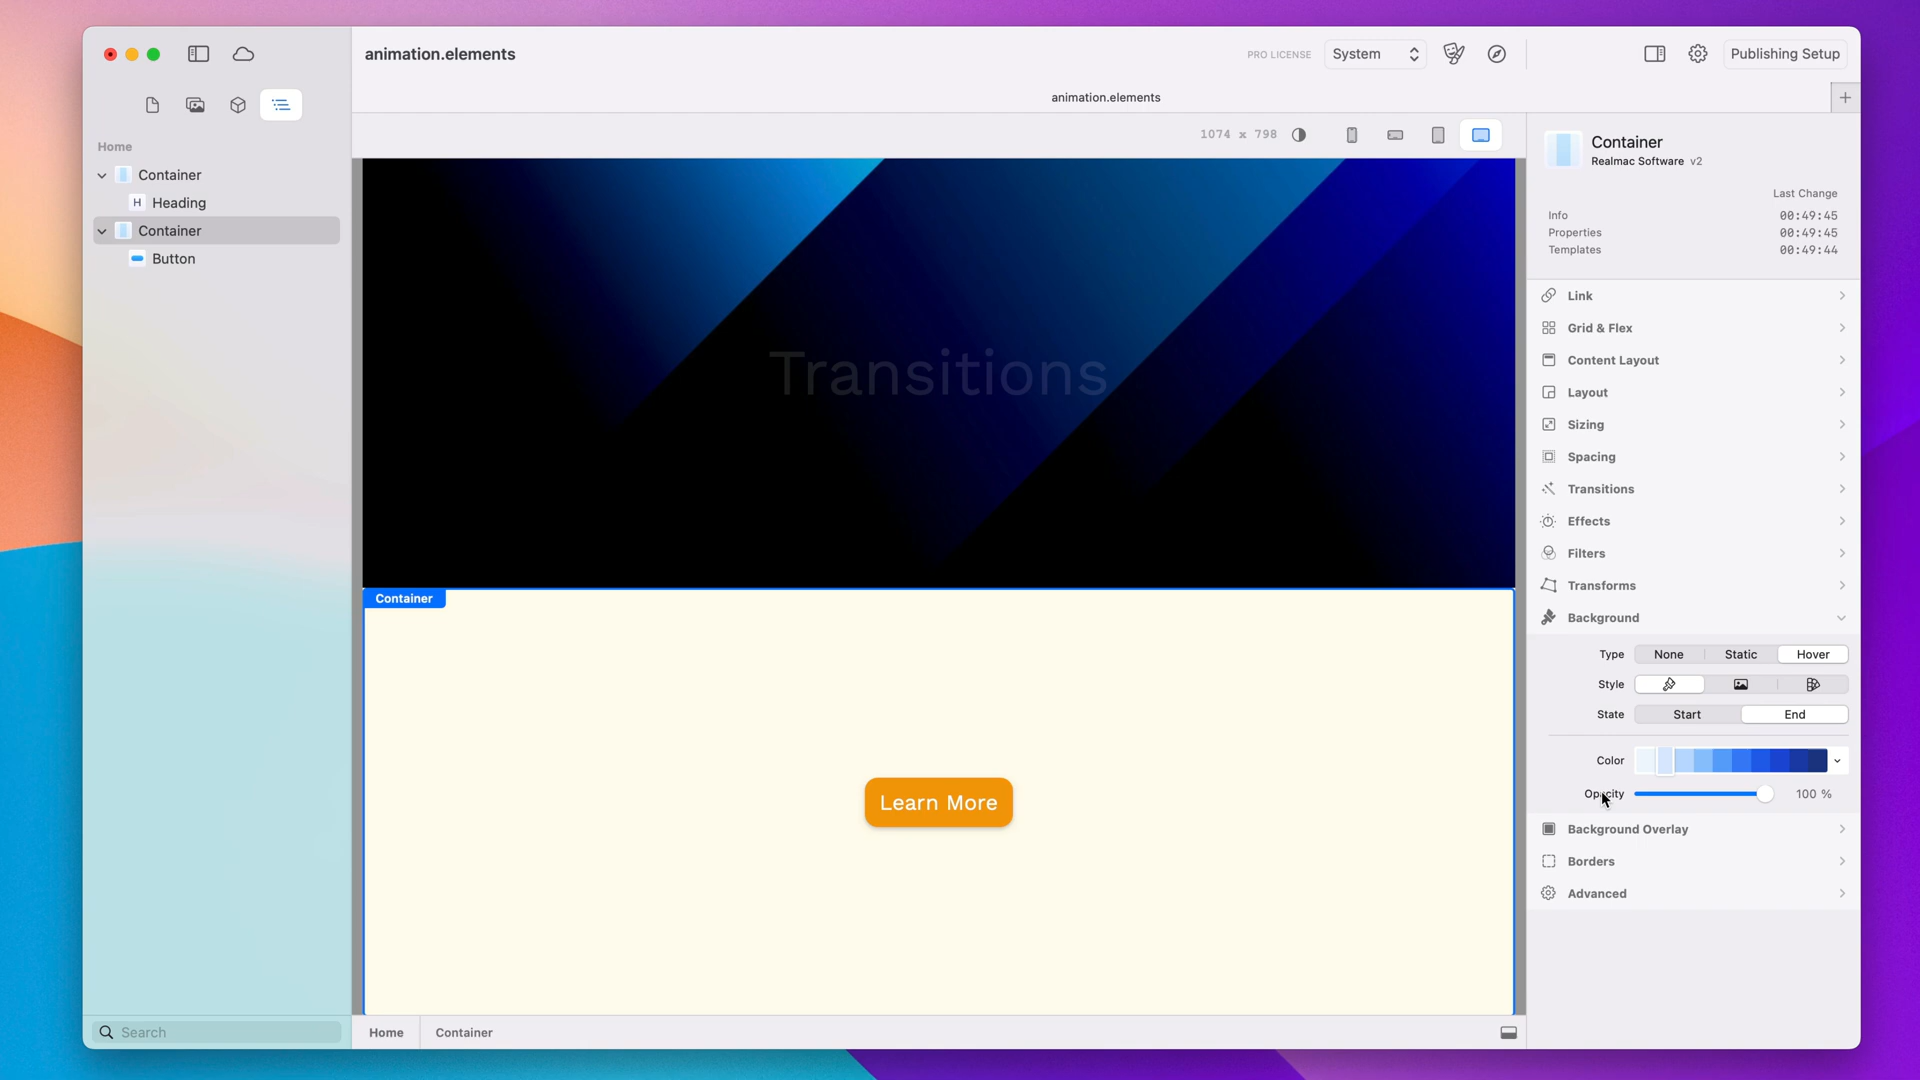 animation.elements
PRO LICENSE
System
Publishing Setup
animation.elements
1074 x 798
Home
Container
H Heading
Container
Button
Search
Transitions
Container
Learn More
Home
Container
Container
Realmac Software v2
Last Change
Info 00:49:45
Properties 00:49:45
Templates 00:49:44
Link
Grid & Flex
Content Layout
Layout
Sizing
Spacing
Transitions
Effects
Filters
Transforms
Background
Type None Static Hover
Style
State Start End
Color
Opacity 100 %
Background Overlay
Borders
Advanced